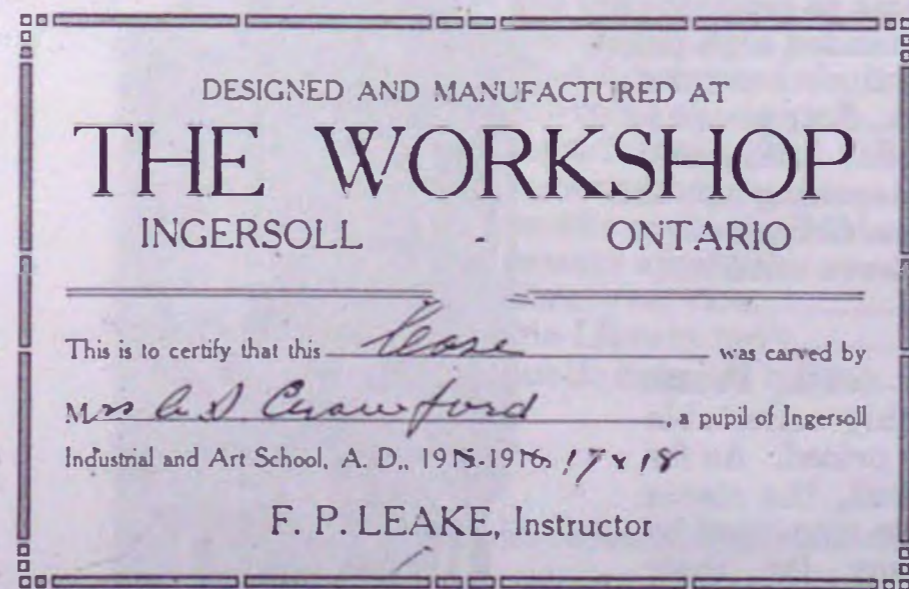 DESIGNED AND MANUFACTURED AT
THE WORKSHOP
INGERSOLL - ONTARIO
This is to certify that this was carved by
Mrs Crawford, a pupil of Ingersoll
Industrial and Art School, A. D., 1915-1916, 17 & 18
F. P. LEAKE, Instructor